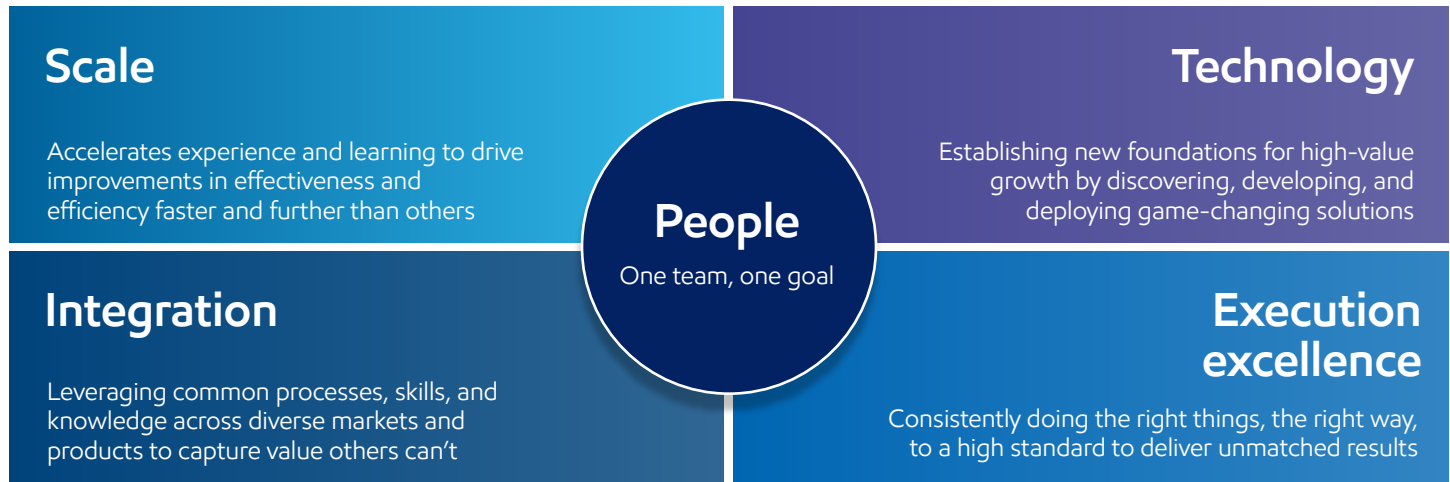 Scale
Accelerates experience and learning to drive
improvements in effectiveness and
efficiency faster and further than others
Technology
Establishing new foundations for high-value
growth by discovering, developing, and
deploying game-changing solutions
People
One team, one goal
Integration
Leveraging common processes, skills, and
knowledge across diverse markets and
products to capture value others can’t
Execution
excellence
Consistently doing the right things, the right way,
to a high standard to deliver unmatched results